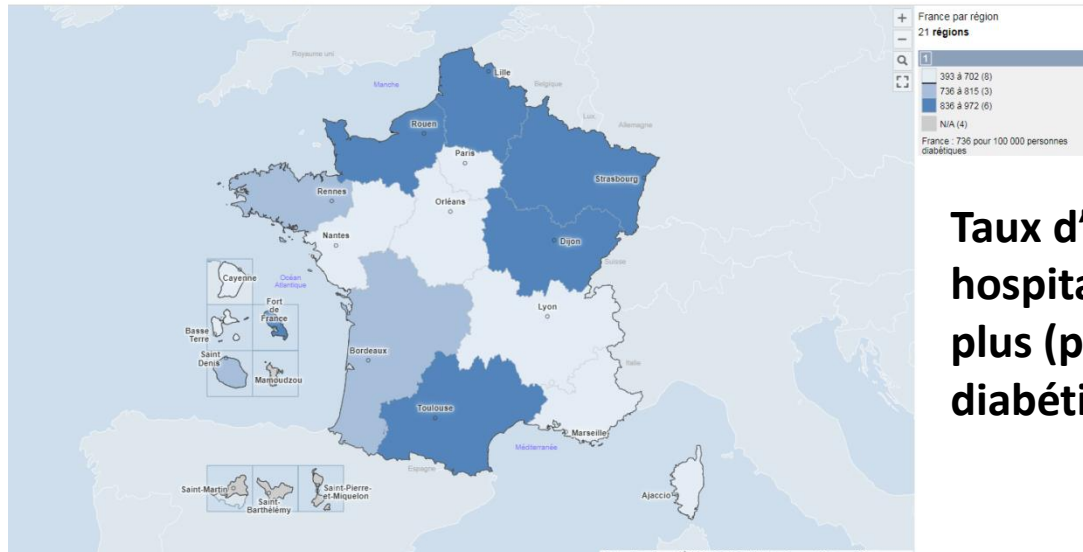 France par région
21 régions
1
393 à 702 (8)
736 à 815 (3)
836 à 972 (6)
N/A (4)
France : 736 pour 100 000 personnes
diabétiques
Royaume uni
Manche
Lille
Belgique
Lux.
Allemagne
Rouen
Paris
Strasbourg
Rennes
Orléans
Nantes
Dijon
Suisse
Océan
Atlantique
Cayenne
Fort
de
France
Basse
Terre
Saint
Denis
Mamoudzou
Lyon
Bordeaux
Italie
Toulouse
Marseille
Méditerranée
Espagne
Saint-Martin
Saint-
Barthélémy
Saint-Pierre-
et-Miquelon
Ajaccio
Taux d’
hospita
plus (p
diabéti